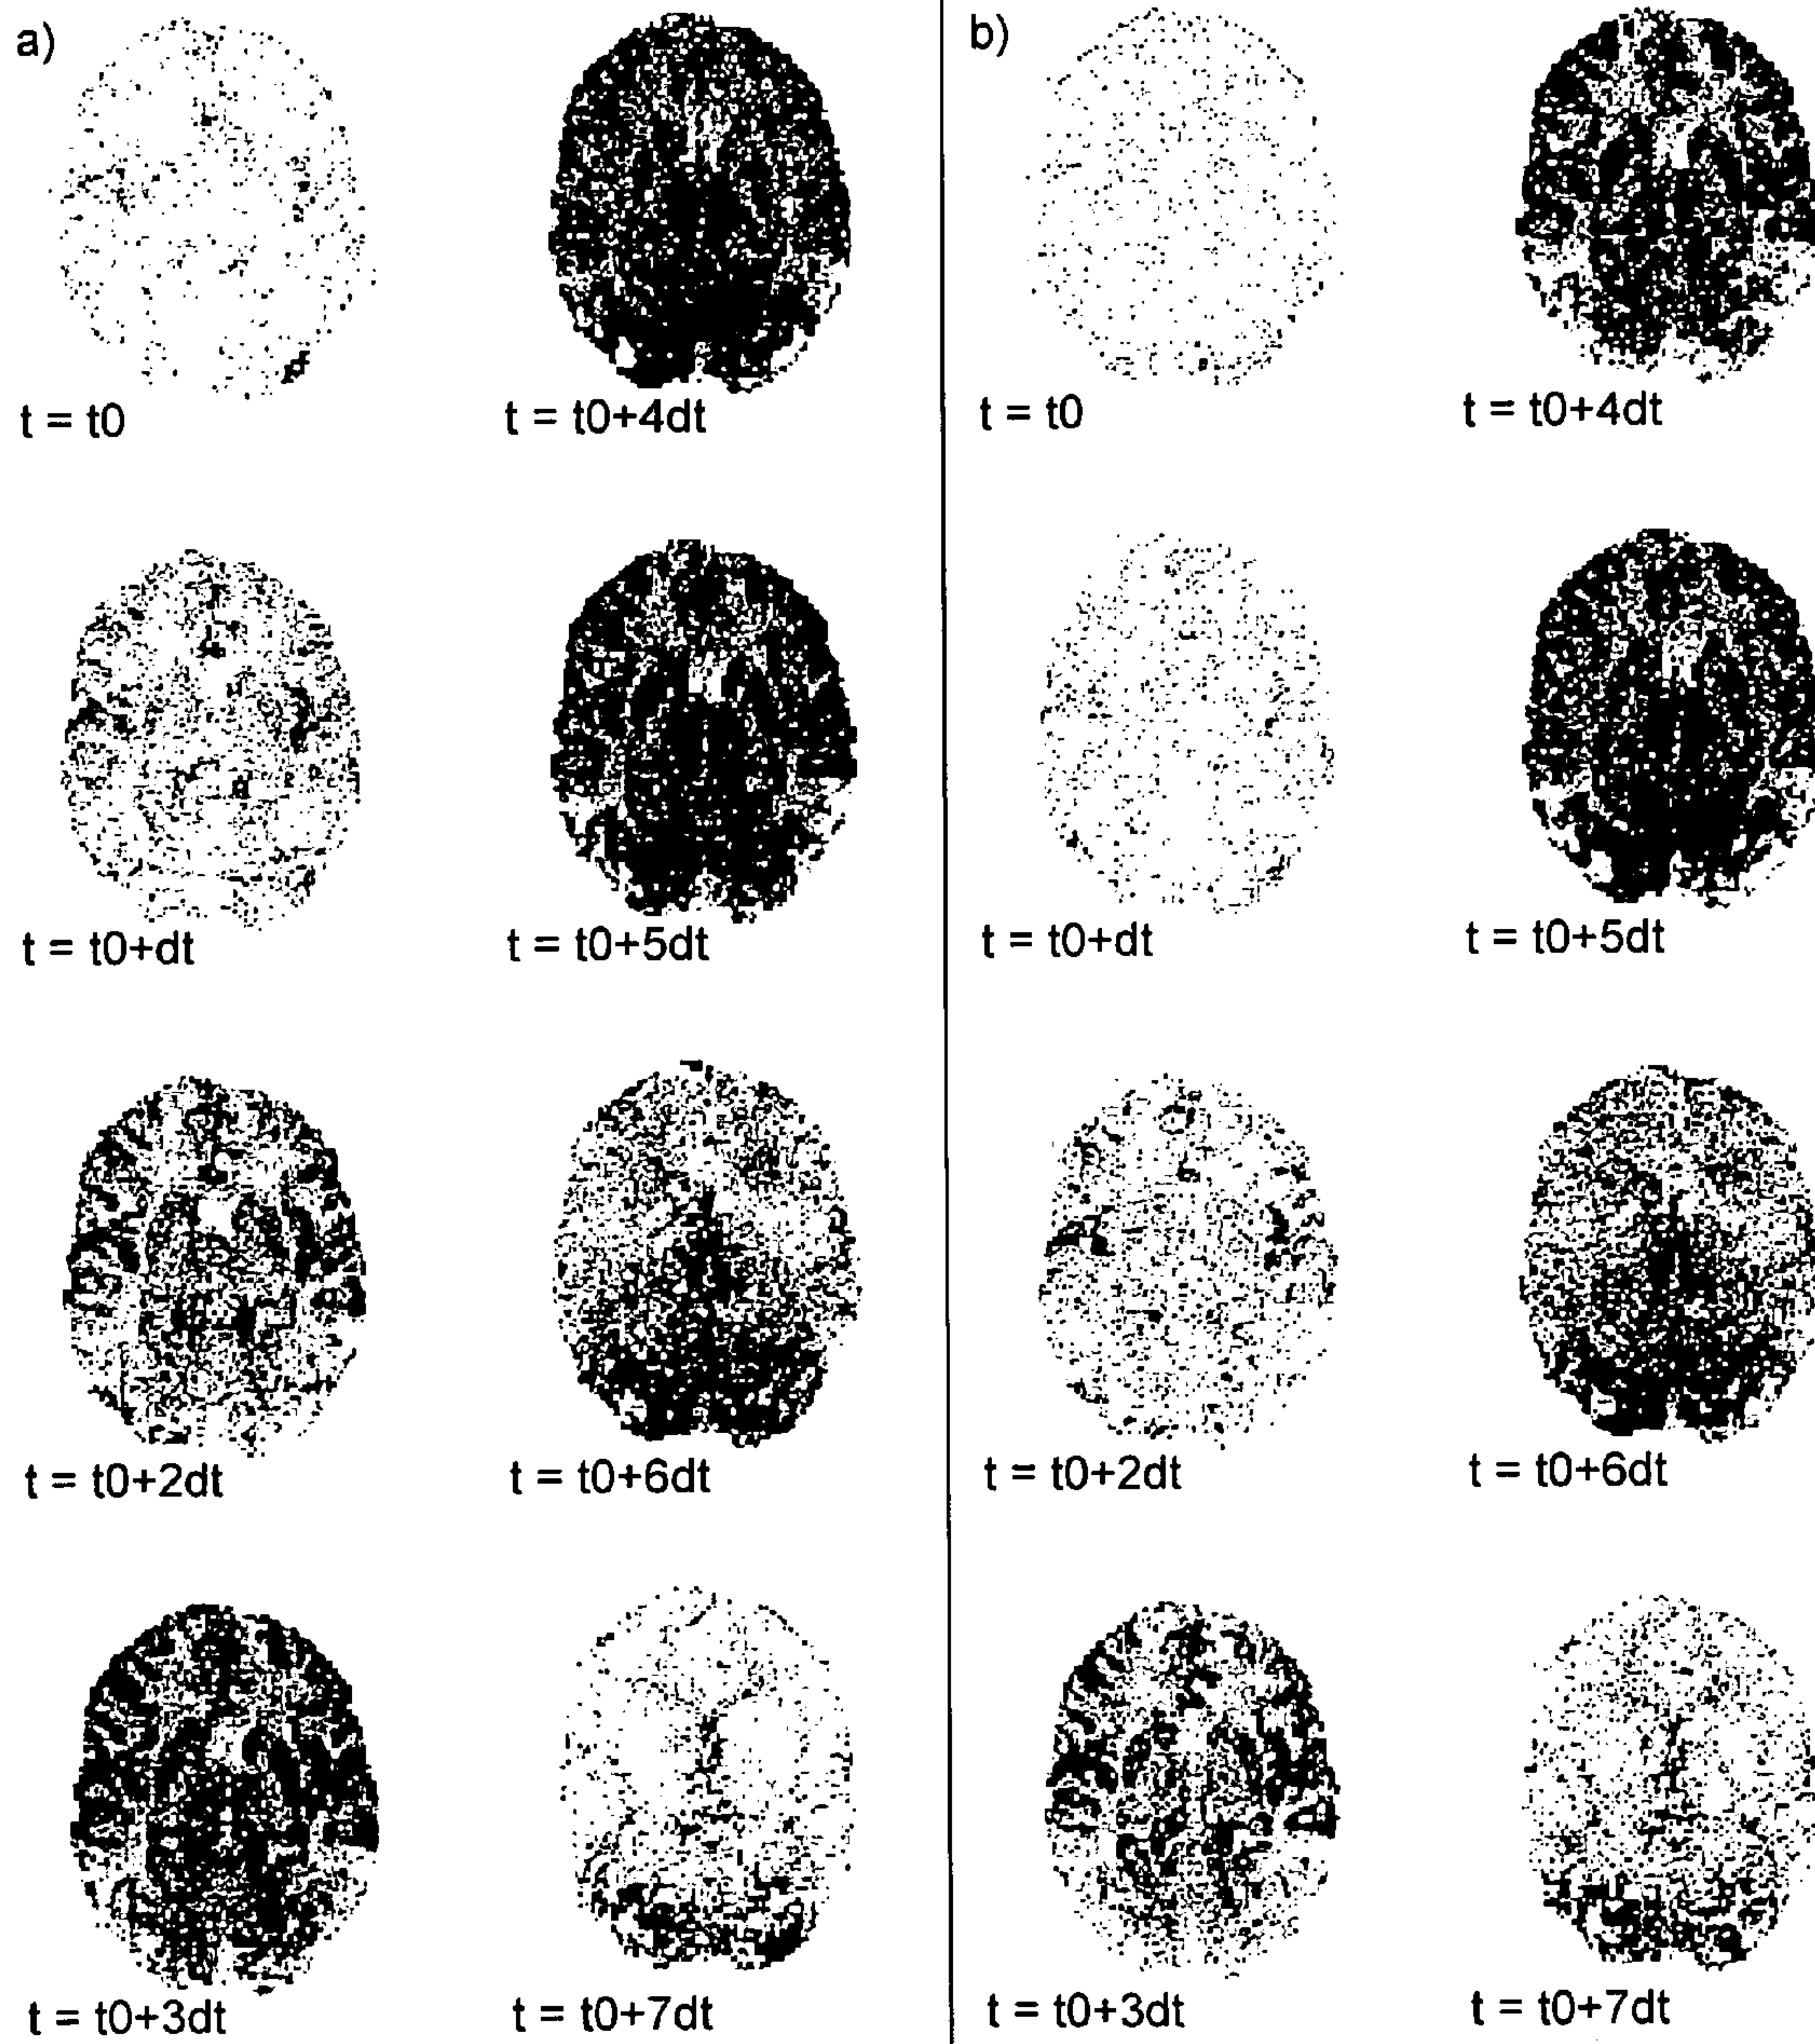 a)
t = t0
t = t0+4dt
t = t0+dt
t = t0+5dt
t = t0+2dt
t = t0+6dt
t = t0+3dt
t = t0+7dt
b)
t = t0
t = t0+4dt
t = t0+dt
t = t0+5dt
t = t0+2dt
t = t0+6dt
t = t0+3dt
t = t0+7dt